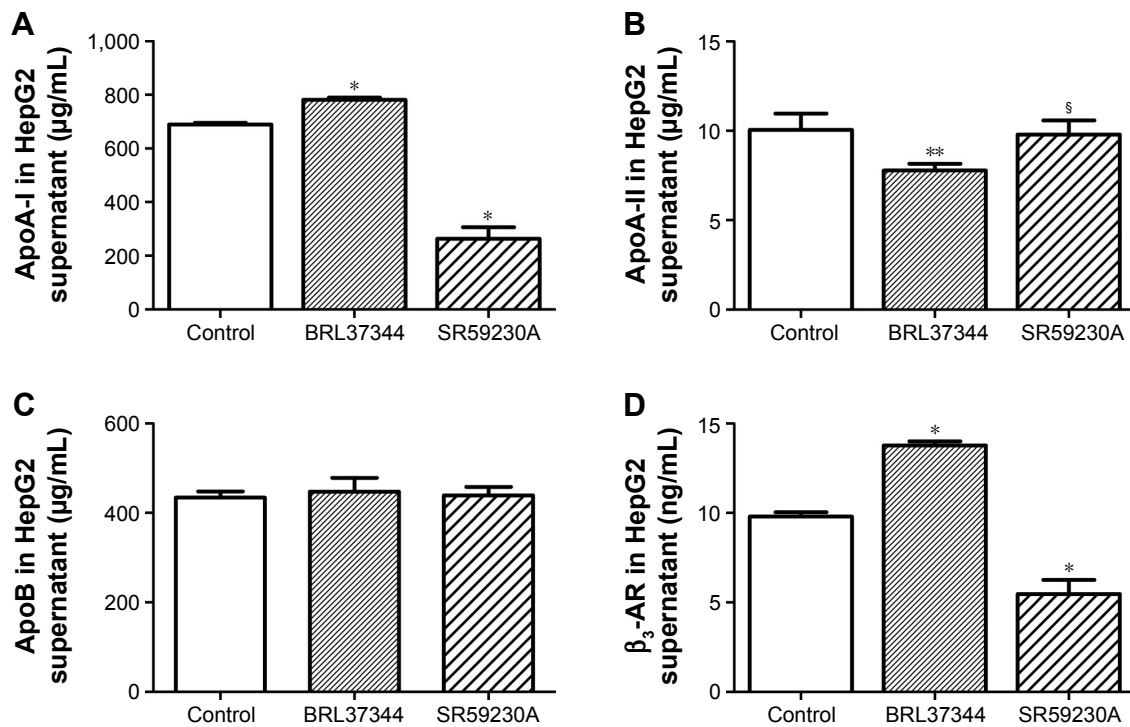 A
ApoA-I in HepG2
supernatant (µg/mL)
1,000
800
600
400
200
0
*
*
Control
BRL37344
SR59230A
B
ApoA-II in HepG2
supernatant (µg/mL)
15
10
5
0
**
§
Control
BRL37344
SR59230A
C
ApoB in HepG2
supernatant (µg/mL)
600
400
200
0
Control
BRL37344
SR59230A
D
β₃-AR in HepG2
supernatant (ng/mL)
15
10
5
0
*
*
Control
BRL37344
SR59230A